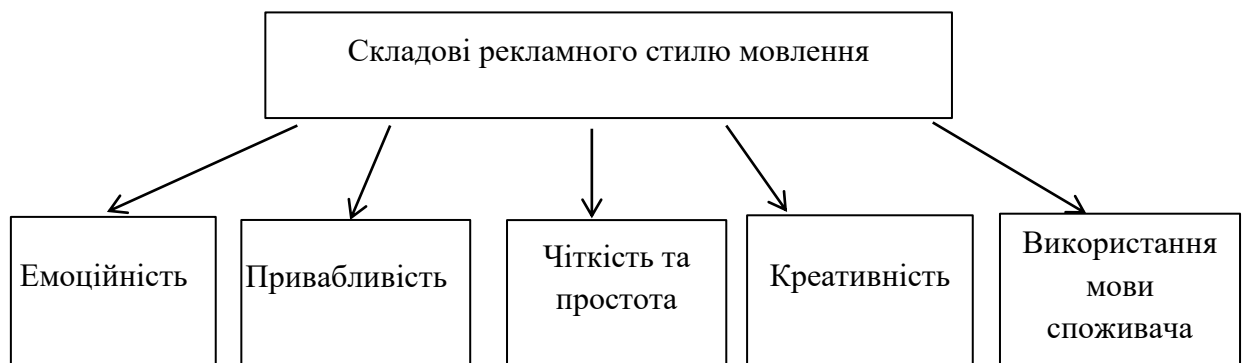 Складові рекламного стилю мовлення
Емоційність
Привабливість
Чіткість та
простота
Креативність
Використання
мови
споживача